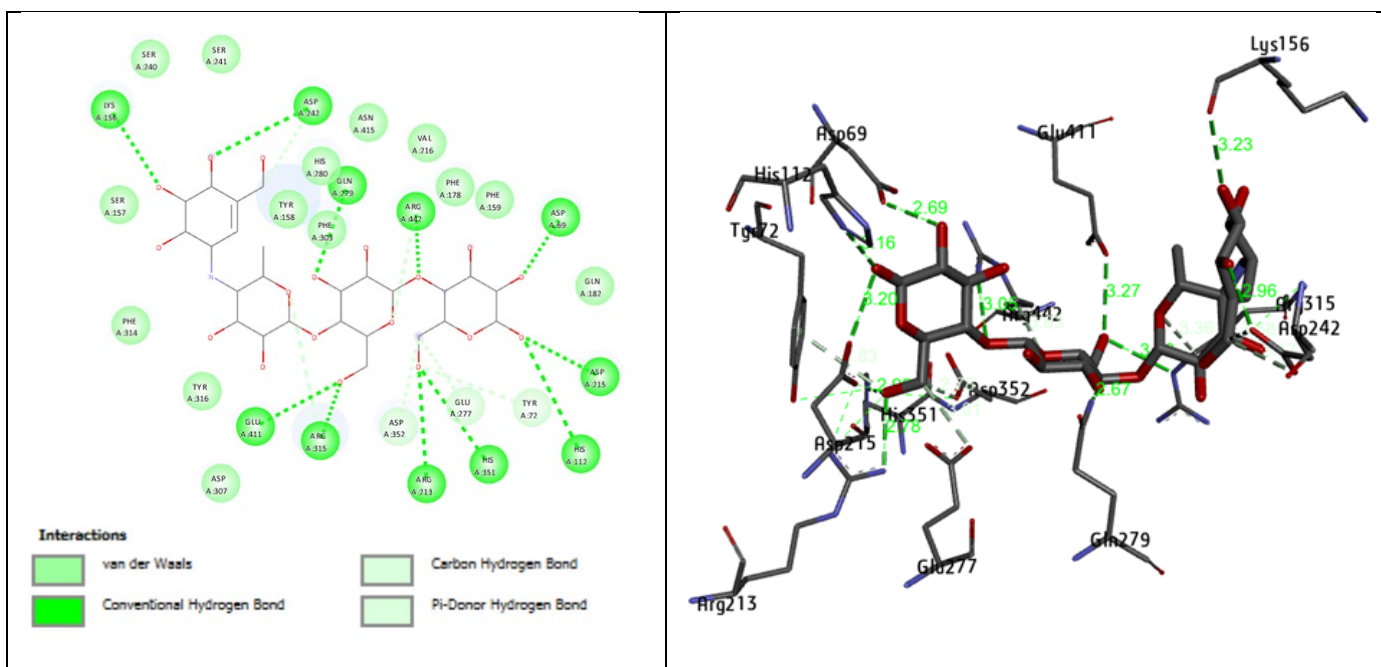 SER
A:240
SER
A:241
LYS
A:156
ASP
A:242
ASN
A:415
VAL
A:216
HIS
A:280
GLN
A:279
SER
A:157
TYR
A:158
PHE
A:178
PHE
A:159
PHE
A:303
ARG
A:442
ASP
A:69
GLN
A:182
PHE
A:314
TYR
A:316
ASP
A:215
GLU
A:411
ARG
A:315
ASP
A:352
GLU
A:277
TYR
A:72
HIS
A:112
ASP
A:307
ARG
A:213
HIS
A:351
Interactions
van der Waals
Conventional Hydrogen Bond
Carbon Hydrogen Bond
Pi-Donor Hydrogen Bond
Lys156
Asp69
Glu411
His112
3.23
2.69
Tyr72
3.20
3.27
2.96
Arg442
Asp242
3.36
Asp352
2.67
His351
Asp215
2.78
Gln279
Glu277
Arg213